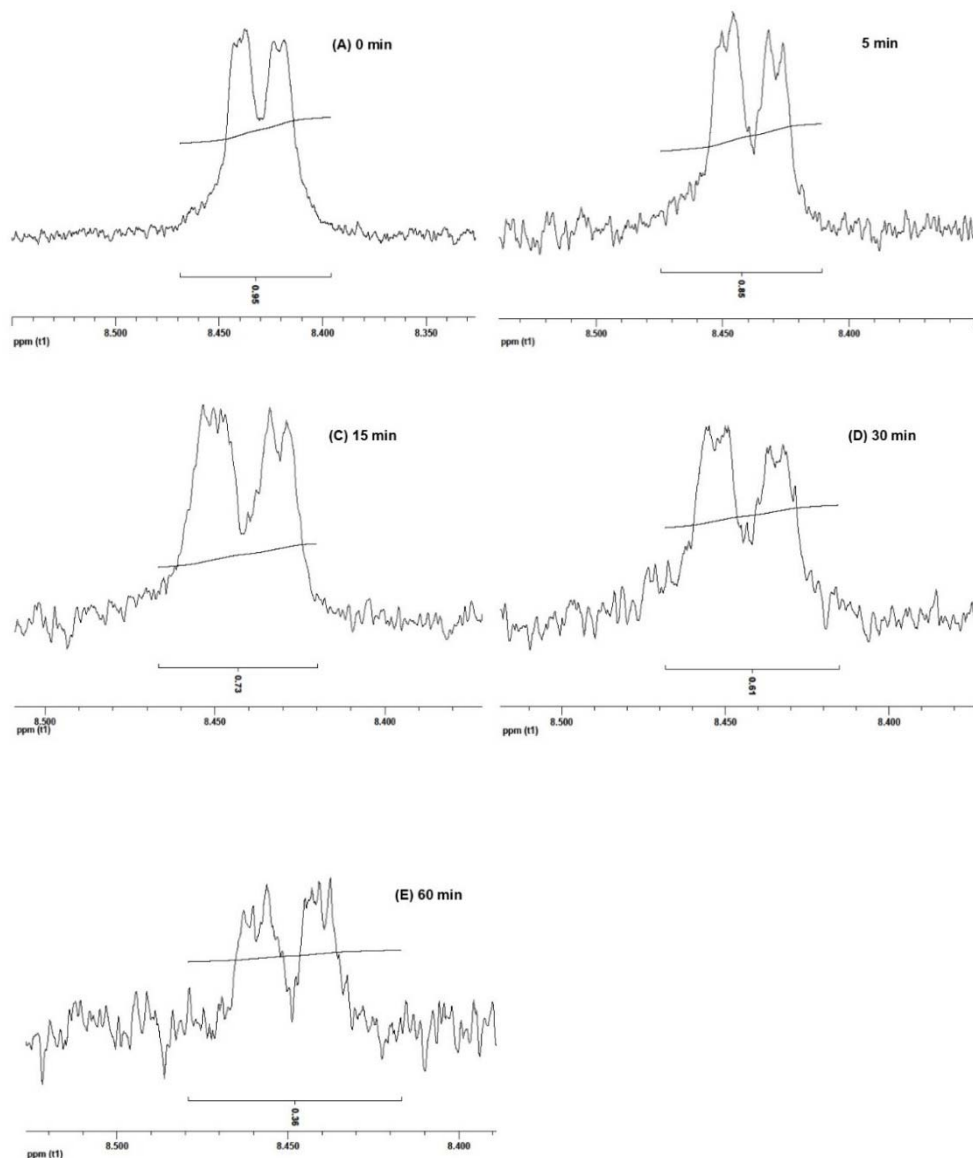 (A) 0 min
0.95
8.500 8.450 8.400 8.350
ppm (t1)
5 min
0.85
8.500 8.450 8.400
ppm (t1)
(C) 15 min
0.73
8.500 8.450 8.400
ppm (t1)
(D) 30 min
0.61
8.500 8.450 8.400
ppm (t1)
(E) 60 min
0.36
8.500 8.450 8.400
ppm (t1)